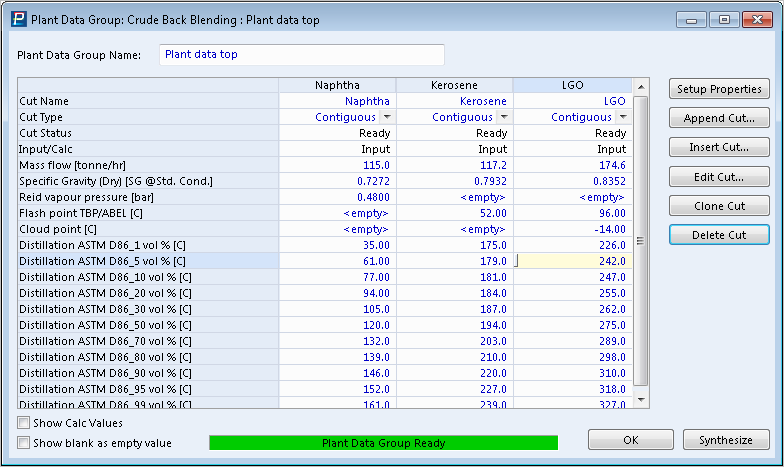 Plant Data Group: Crude Back Blending : Plant data top
Plant Data Group Name: Plant data top
Naphtha Kerosene LGO
Cut Name Naphtha Kerosene LGO
Cut Type Contiguous Contiguous Contiguous
Cut Status Ready Ready Ready
Input/Calc Input Input Input
Mass flow [tonne/hr] 115.0 117.2 174.6
Specific Gravity (Dry) [SG @Std. Cond.] 0.7272 0.7932 0.8352
Reid vapour pressure [bar] 0.4800 <empty> <empty>
Flash point TBP/ABEL [C] <empty> 52.00 96.00
Cloud point [C] <empty> <empty> -14.00
Distillation ASTM D86_1 vol % [C] 35.00 175.0 226.0
Distillation ASTM D86_5 vol % [C] 61.00 179.0 242.0
Distillation ASTM D86_10 vol % [C] 77.00 181.0 247.0
Distillation ASTM D86_20 vol % [C] 94.00 184.0 255.0
Distillation ASTM D86_30 vol % [C] 105.0 187.0 262.0
Distillation ASTM D86_50 vol % [C] 120.0 194.0 275.0
Distillation ASTM D86_70 vol % [C] 132.0 203.0 289.0
Distillation ASTM D86_80 vol % [C] 139.0 210.0 298.0
Distillation ASTM D86_90 vol % [C] 146.0 220.0 310.0
Distillation ASTM D86_95 vol % [C] 152.0 227.0 318.0
Distillation ASTM D86_99 vol % [C] 161.0 239.0 327.0
Setup Properties
Append Cut...
Insert Cut...
Edit Cut...
Clone Cut
Delete Cut
Show Calc Values
Show blank as empty value
Plant Data Group Ready
OK
Synthesize